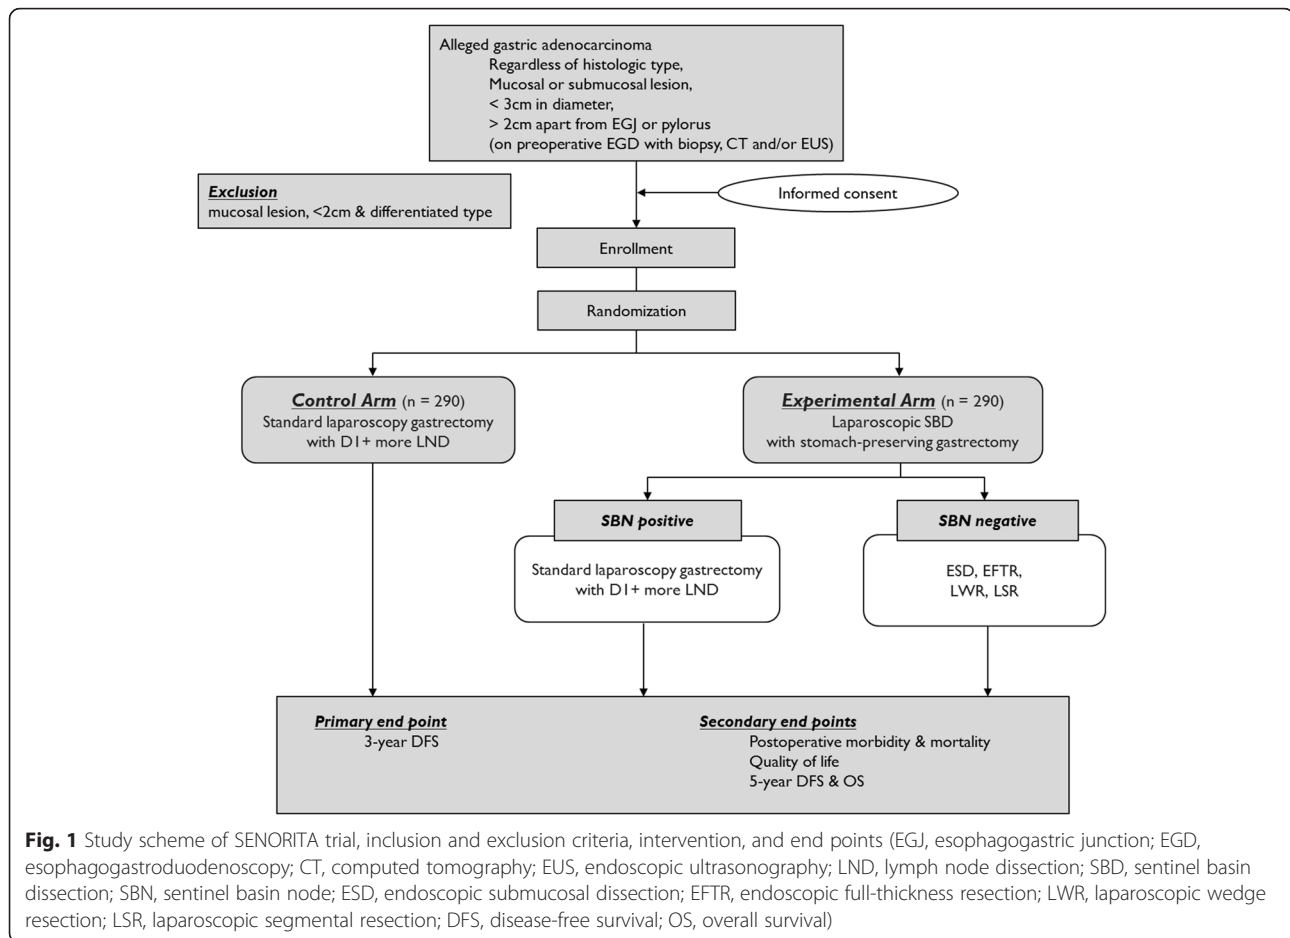 Alleged gastric adenocarcinoma
Regardless of histologic type,
Mucosal or submucosal lesion,
< 3cm in diameter,
> 2cm apart from EGJ or pylorus
(on preoperative EGD with biopsy, CT and/or EUS)
Exclusion
mucosal lesion, <2cm & differentiated type
Informed consent
Enrollment
Randomization
Control Arm (n = 290)
Standard laparoscopy gastrectomy
with D1+ more LND
Experimental Arm (n = 290)
Laparoscopic SBD
with stomach-preserving gastrectomy
SBN positive
SBN negative
Standard laparoscopy gastrectomy
with D1+ more LND
ESD, EFTR,
LWR, LSR
Primary end point
3-year DFS
Secondary end points
Postoperative morbidity & mortality
Quality of life
5-year DFS & OS
Fig. 1 Study scheme of SENORITA trial, inclusion and exclusion criteria, intervention, and end points (EGJ, esophagogastric junction; EGD,
esophagogastroduodenoscopy; CT, computed tomography; EUS, endoscopic ultrasonography; LND, lymph node dissection; SBD, sentinel basin
dissection; SBN, sentinel basin node; ESD, endoscopic submucosal dissection; EFTR, endoscopic full-thickness resection; LWR, laparoscopic wedge
resection; LSR, laparoscopic segmental resection; DFS, disease-free survival; OS, overall survival)